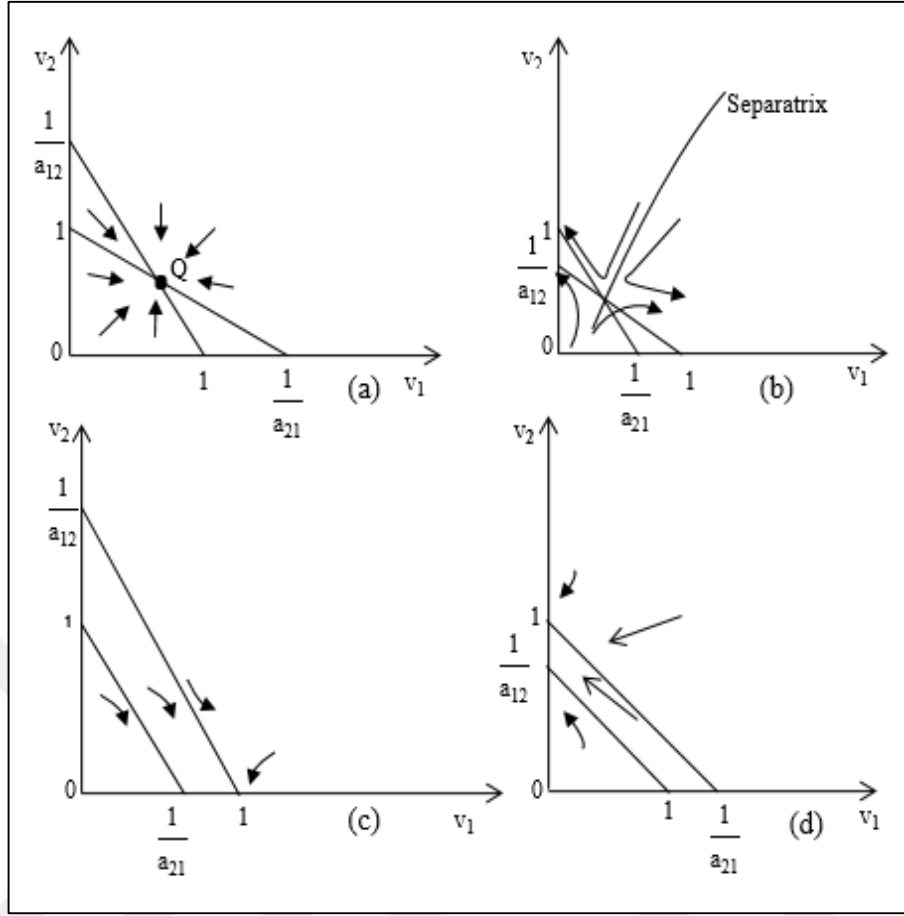 v₂
1
a₁₂
1
Q
0
1
1
a₂₁
(a)
v₁
v₂
Separatrix
1
1
a₁₂
0
1
a₂₁
1
(b)
v₁
v₂
1
a₁₂
1
0
1
a₂₁
1
(c)
v₁
v₂
1
1
a₁₂
0
1
1
a₂₁
(d)
v₁